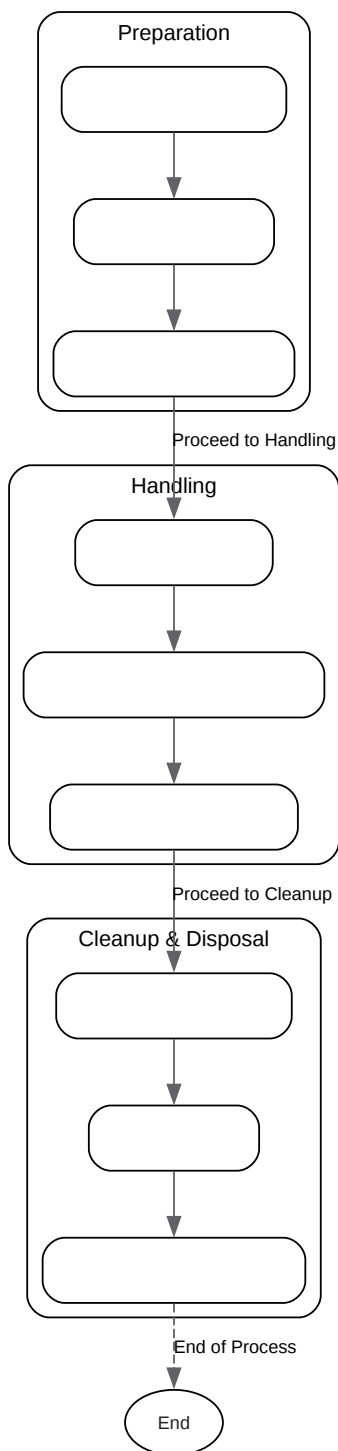 Preparation
Proceed to Handling
Handling
Proceed to Cleanup
Cleanup & Disposal
End of Process
End